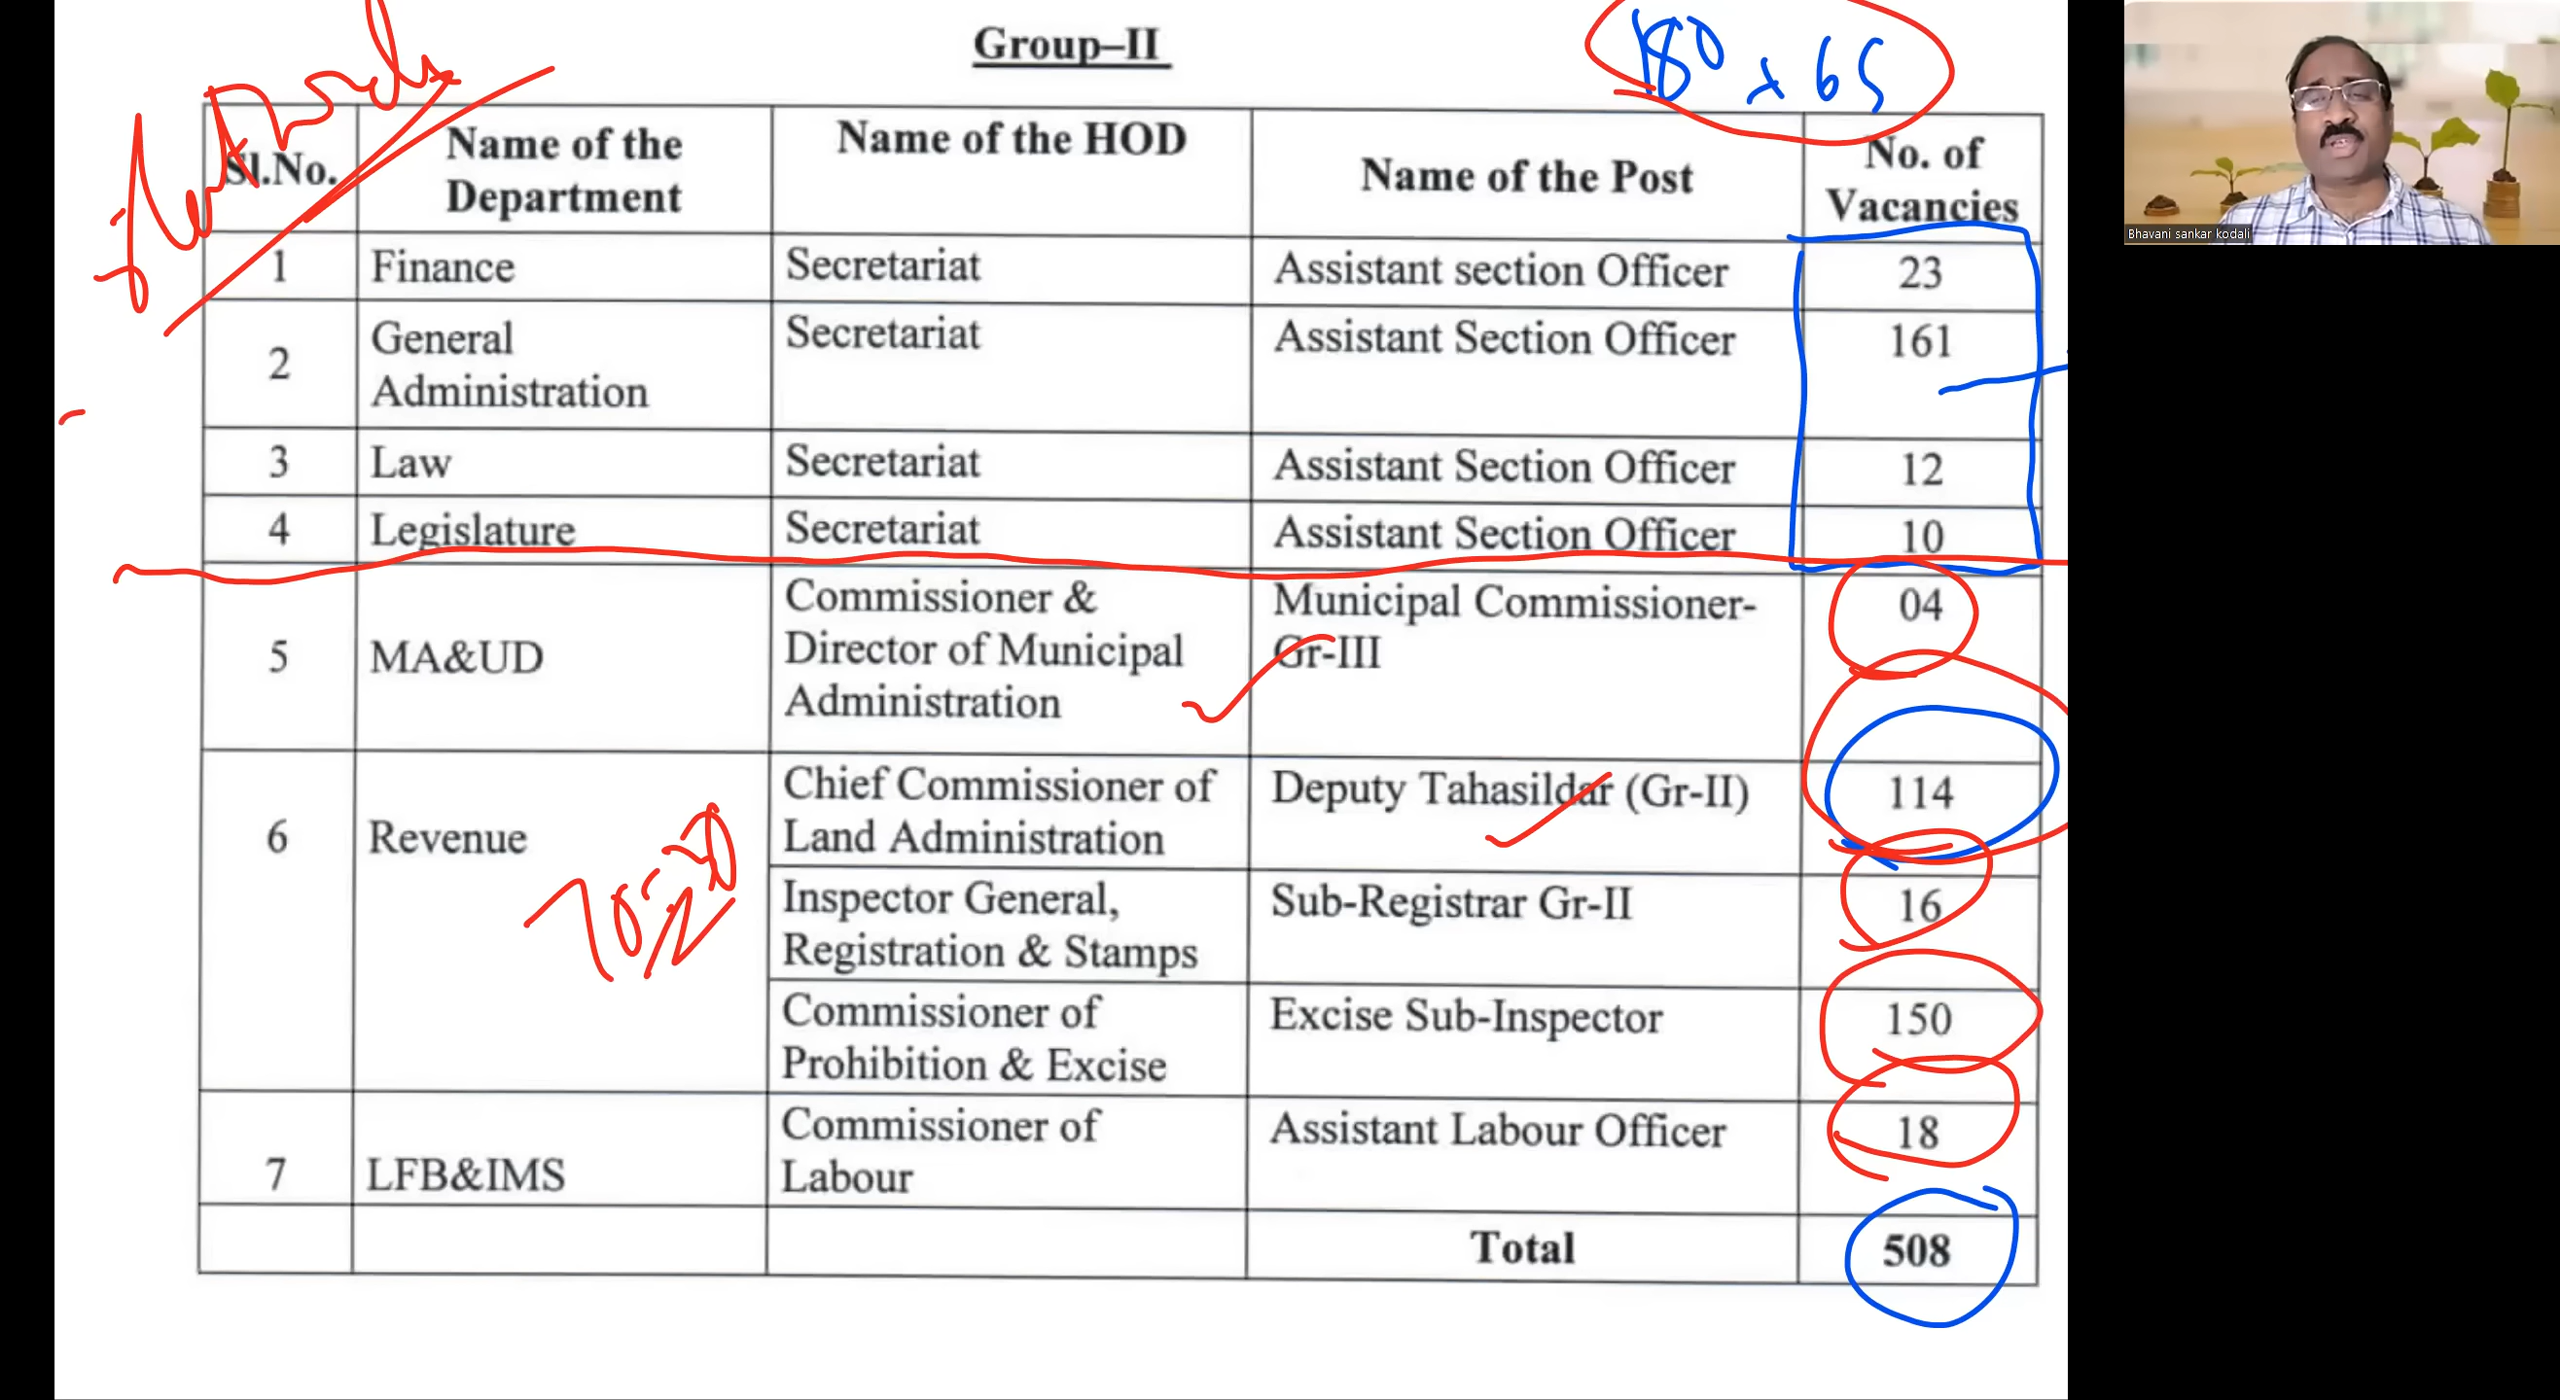 Group–II
180 + 65
Sl.No.
Name of the
Department
Name of the HOD
Name of the Post
No. of
Vacancies
1 Finance Secretariat Assistant section Officer 23
2 General
Administration
Secretariat Assistant Section Officer 161
3 Law Secretariat Assistant Section Officer 12
4 Legislature Secretariat Assistant Section Officer 10
5 MA&UD
Commissioner &
Director of Municipal
Administration
Municipal Commissioner-
Gr-III
04
6 Revenue
Chief Commissioner of
Land Administration
Deputy Tahasildar (Gr-II) 114
Inspector General,
Registration & Stamps
Sub-Registrar Gr-II 16
Commissioner of
Prohibition & Excise
Excise Sub-Inspector 150
7 LFB&IMS
Commissioner of
Labour
Assistant Labour Officer 18
Total 508
Bhavani sankar kodali